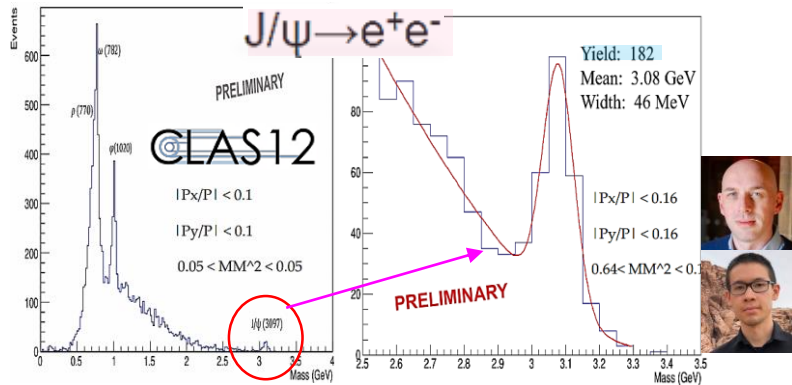 J/ψ→e⁺e⁻
Events
600
500
400
300
200
100
0
ω (782)
ρ (770)
φ(1020)
PRELIMINARY
CLAS12
|Px/P| < 0.1
|Py/P| < 0.1
0.05 < MM^2 < 0.05
J/ψ (3097)
0 0.5 1.0 1.5 2 2.5 3 3.5 4
Mass (GeV)
80
60
40
20
0
Yield: 182
Mean: 3.08 GeV
Width: 46 MeV
|Px/P| < 0.16
|Py/P| < 0.16
0.64< MM^2 < 0.1
PRELIMINARY
2.5 2.6 2.7 2.8 2.9 3 3.1 3.2 3.3 3.4 3.5
Mass (GeV)